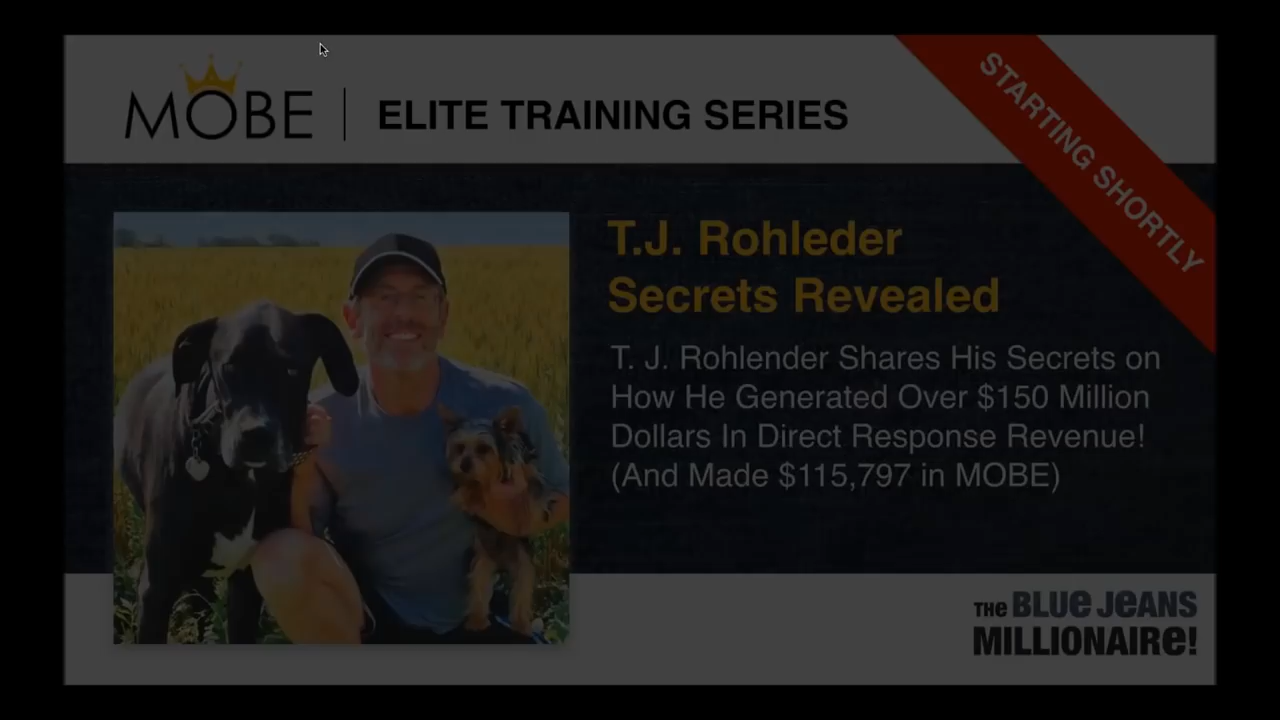 MOBE
ELITE TRAINING SERIES
STARTING SHORTLY
T.J. Rohleder
Secrets Revealed
T. J. Rohlender Shares His Secrets on
How He Generated Over $150 Million
Dollars In Direct Response Revenue!
(And Made $115,797 in MOBE)
THe BLUe JeANS
MILLIONAIRe!